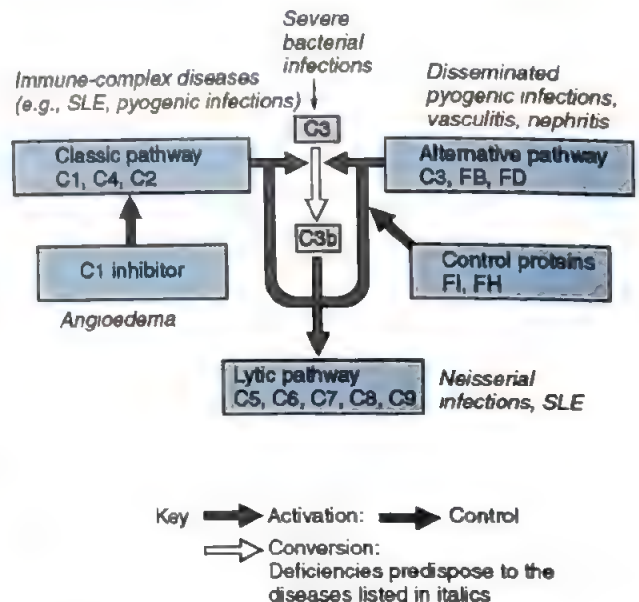 Severe
bacterial
infections
Immune-complex diseases
(e.g., SLE, pyogenic infections)
Disseminated
pyogenic infections,
vasculitis, nephritis
C3
Classic pathway
C1, C4, C2
Alternative pathway
C3, FB, FD
C3b
C1 inhibitor
Control proteins
FI, FH
Angioedema
Lytic pathway
C5, C6, C7, C8, C9
Neisserial
infections, SLE
Key Activation: Control
Conversion:
Deficiencies predispose to the
diseases listed in italics